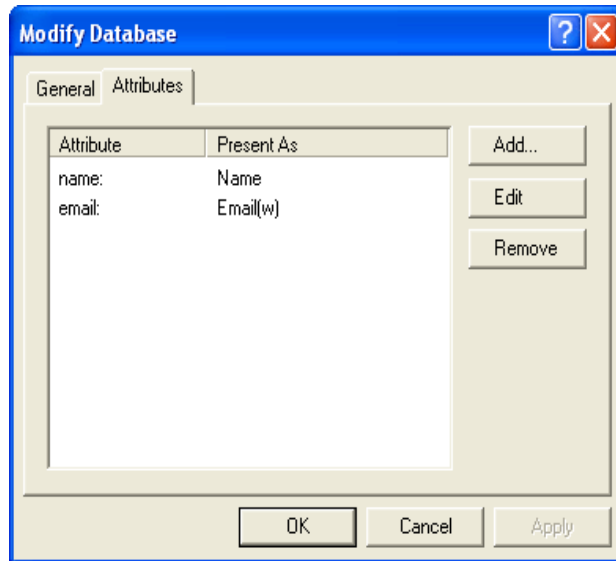 Modify Database
General Attributes
Attribute Present As Add...
name: Name
email: Email(w) Edit
Remove
OK Cancel Apply